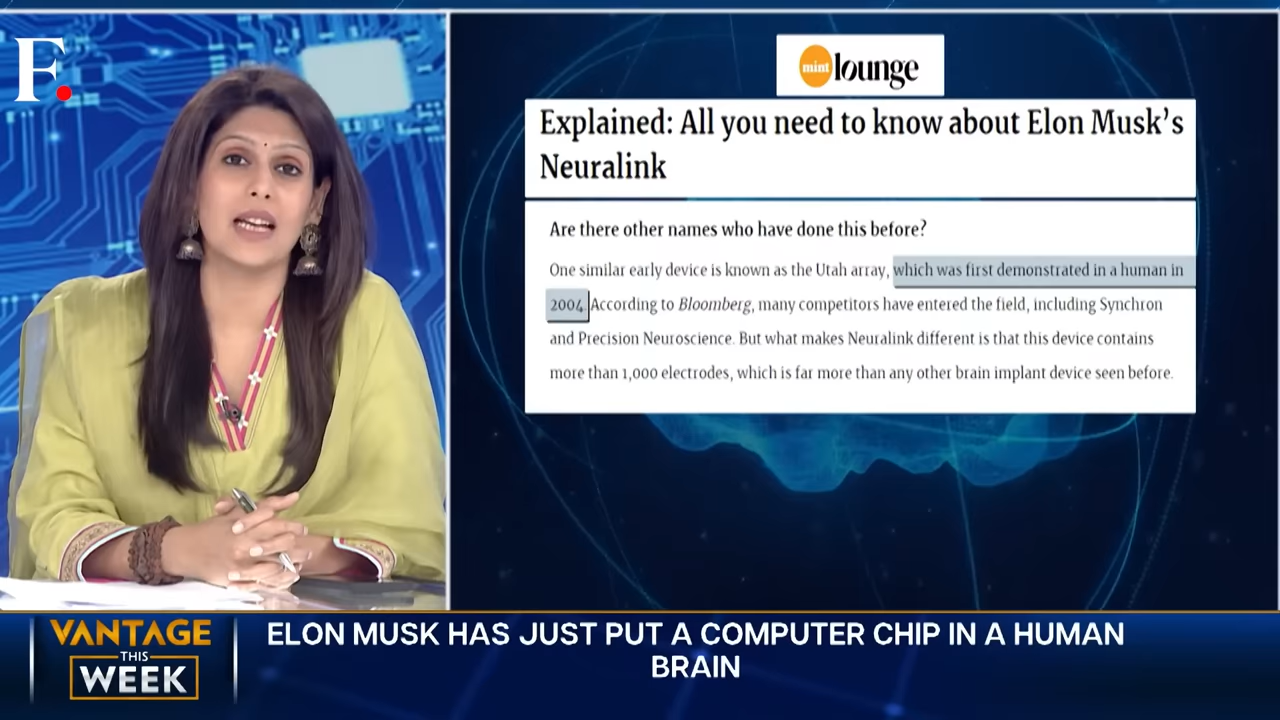 F.
mint lounge
Explained: All you need to know about Elon Musk's
Neuralink
Are there other names who have done this before?
One similar early device is known as the Utah array, which was first demonstrated in a human in
2004. According to Bloomberg, many competitors have entered the field, including Synchron
and Precision Neuroscience. But what makes Neuralink different is that this device contains
more than 1,000 electrodes, which is far more than any other brain implant device seen before.
VANTAGE
THIS
WEEK
ELON MUSK HAS JUST PUT A COMPUTER CHIP IN A HUMAN
BRAIN